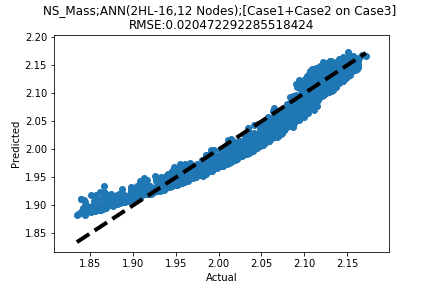 NS_Mass;ANN(2HL-16,12 Nodes);[Case1+Case2 on Case3]
RMSE:0.020472292285518424
2.20
2.15
2.10
2.05
2.00
1.95
1.90
1.85
Predicted
1.85 1.90 1.95 2.00 2.05 2.10 2.15
Actual